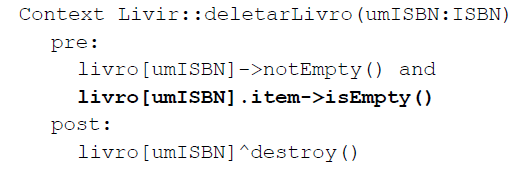 Context Livir::deletarLivro(umISBN:ISBN)
pre:
livro[umISBN]->notEmpty() and
livro[umISBN].item->isEmpty()
post:
livro[umISBN]^destroy()